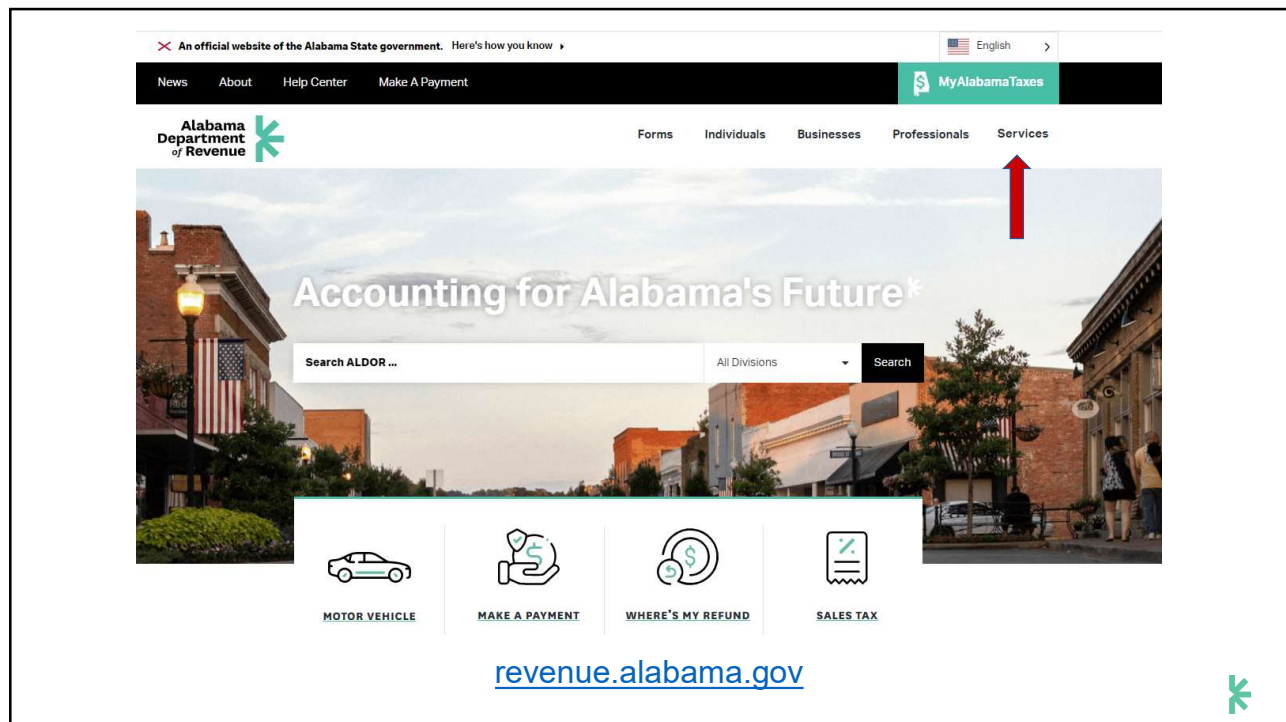 An official website of the Alabama State government. Here's how you know
English
News About Help Center Make A Payment
MyAlabamaTaxes
Alabama
Department
of Revenue
Forms Individuals Businesses Professionals Services
Accounting for Alabama's Future
Search ALDOR ...
All Divisions
Search
MOTOR VEHICLE
MAKE A PAYMENT
WHERE'S MY REFUND
SALES TAX
revenue.alabama.gov